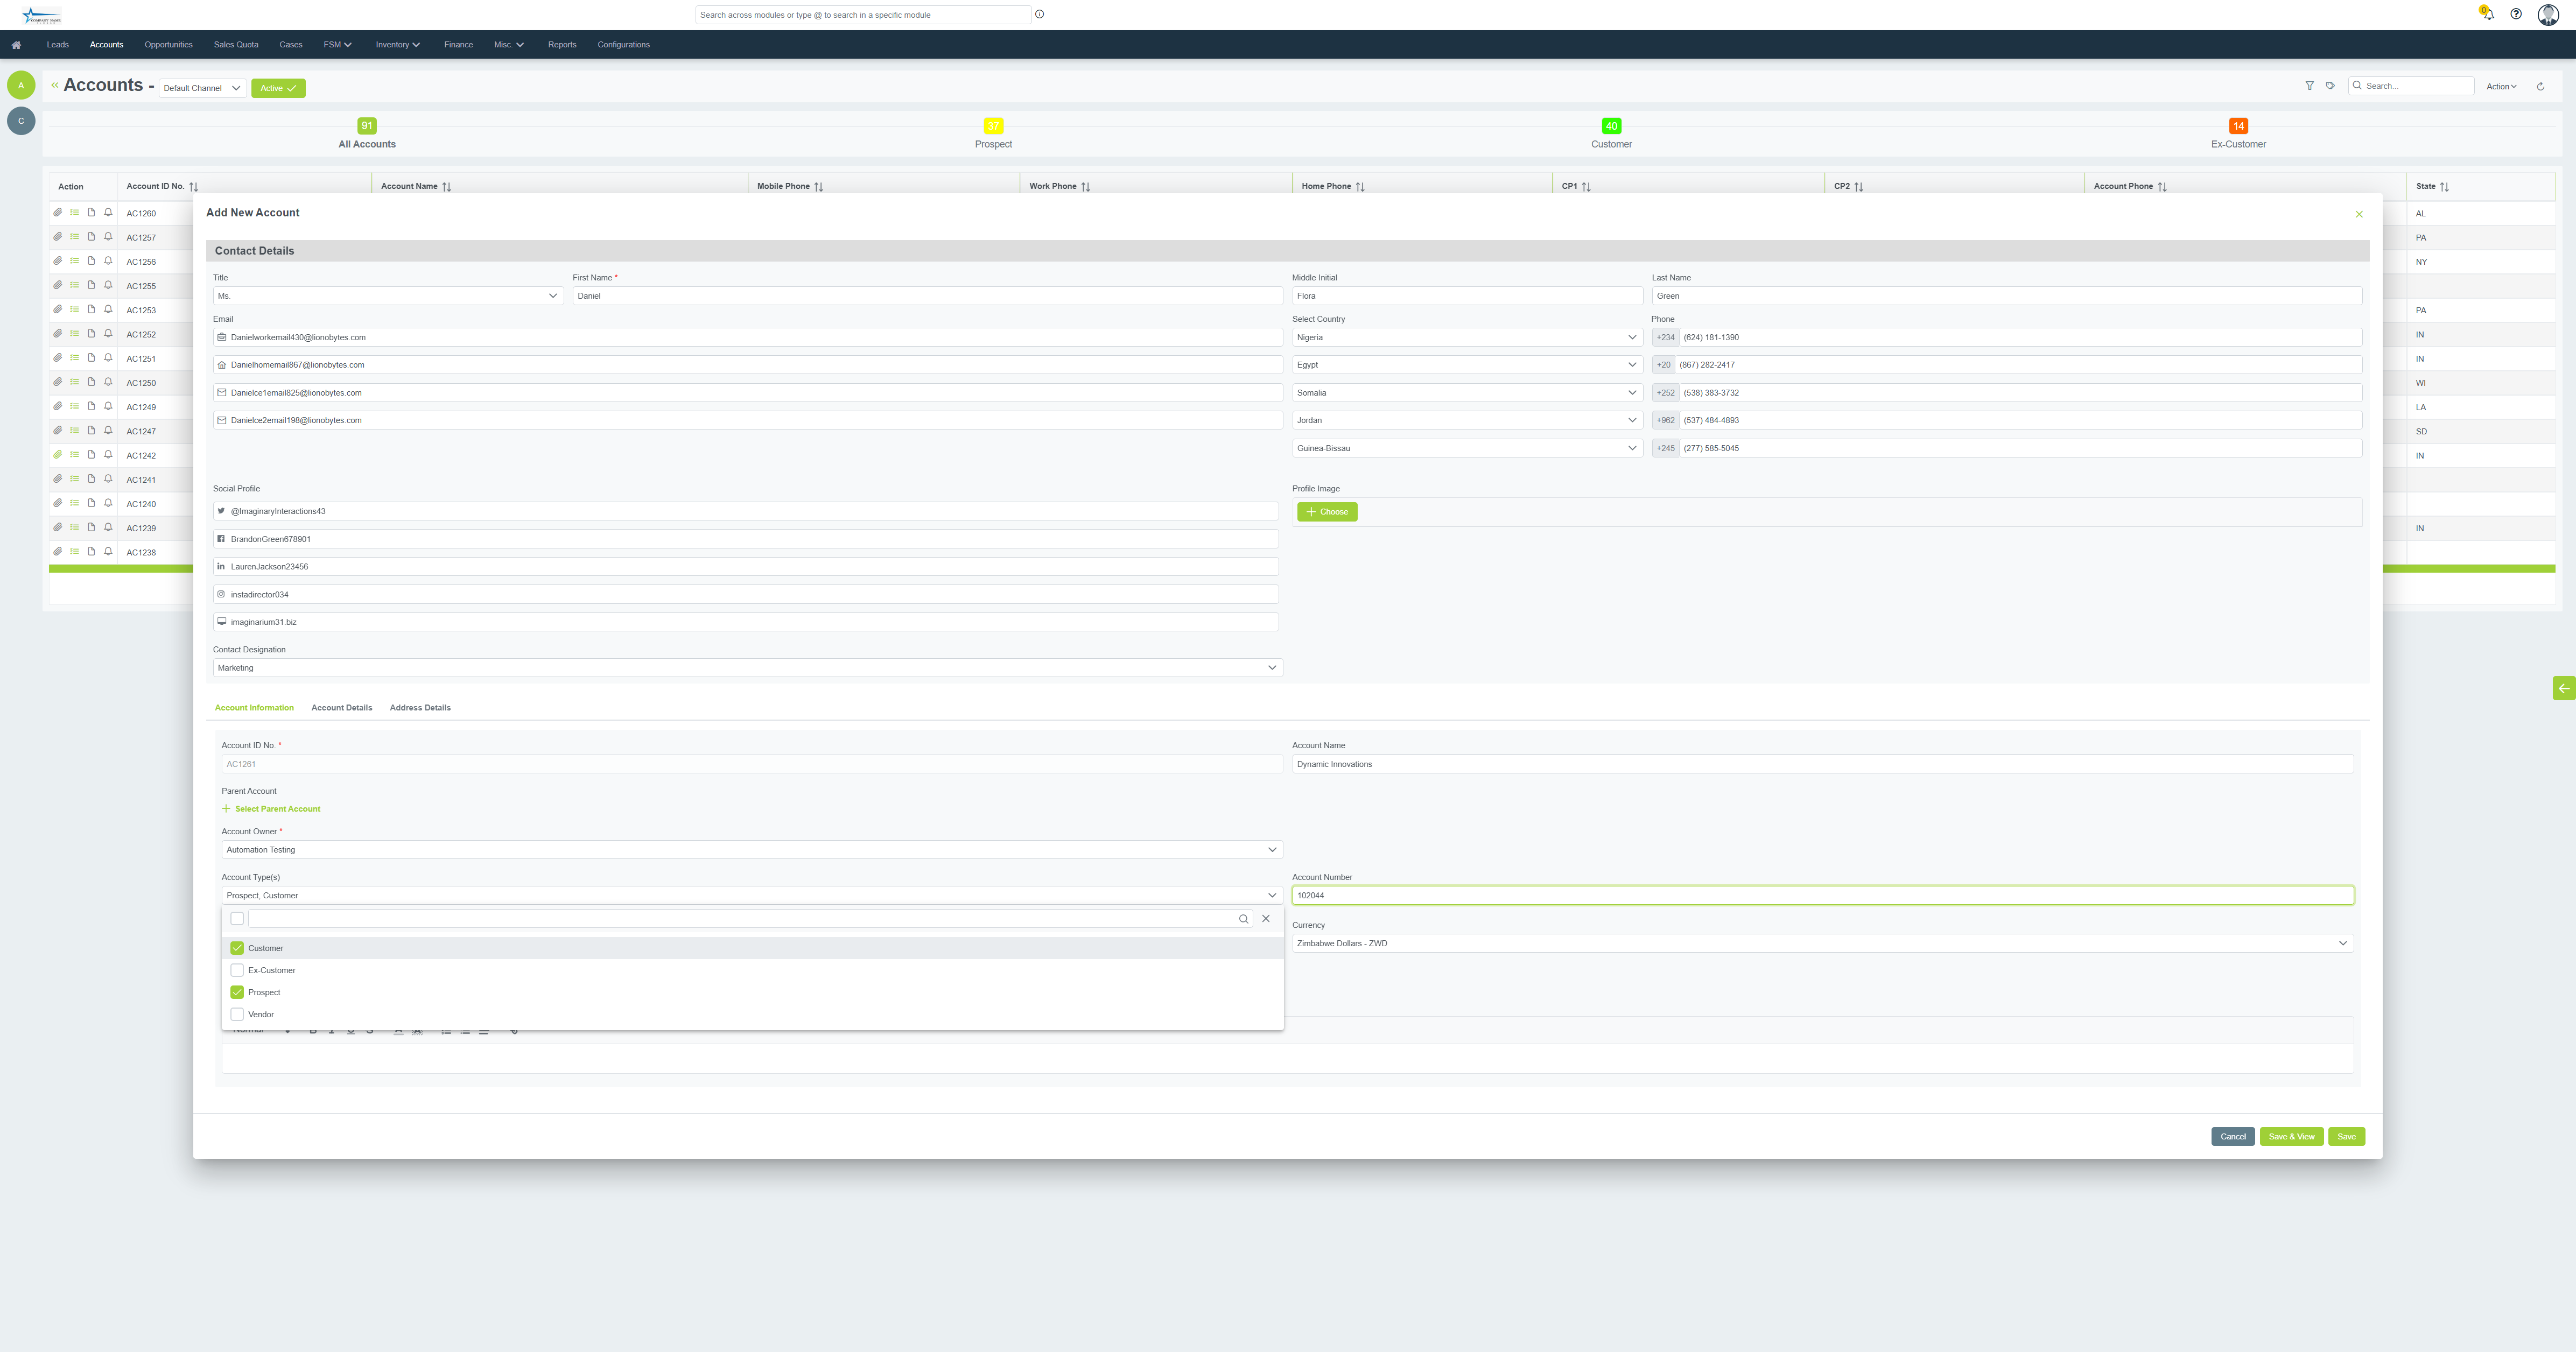 COMPANY NAME
Search across modules or type @ to search in a specific module
0
Leads Accounts Opportunities Sales Quota Cases FSM Inventory Finance Misc. Reports Configurations
A
C
Accounts - Default Channel Active Search... Action
91 37 40 14
All Accounts Prospect Customer Ex-Customer
Action Account ID No. Account Name Mobile Phone Work Phone Home Phone CP1 CP2 Account Phone State
AC1260 AL
AC1257 PA
AC1256 NY
AC1255
AC1253 PA
AC1252 IN
AC1251 IN
AC1250 WI
AC1249 LA
AC1247 SD
AC1242 IN
AC1241
AC1240
AC1239 IN
AC1238
Add New Account
Contact Details
Title First Name * Middle Initial Last Name
Ms. Daniel Flora Green
Email Select Country Phone
Danielworkemail430@lionobytes.com Nigeria +234 (624) 181-1390
Danielhomemail867@lionobytes.com Egypt +20 (867) 282-2417
Danielce1email825@lionobytes.com Somalia +252 (538) 383-3732
Danielce2email198@lionobytes.com Jordan +962 (537) 484-4893
Guinea-Bissau +245 (277) 585-5045
Social Profile Profile Image
@ImaginaryInteractions43 Choose
BrandonGreen678901
LaurenJackson23456
instadirector034
imaginarium31.biz
Contact Designation
Marketing
Account Information Account Details Address Details
Account ID No. * Account Name
AC1261 Dynamic Innovations
Parent Account
Select Parent Account
Account Owner *
Automation Testing
Account Type(s) Account Number
Prospect, Customer 102044
Currency
Zimbabwe Dollars - ZWD
Customer
Ex-Customer
Prospect
Vendor
Cancel Save & View Save